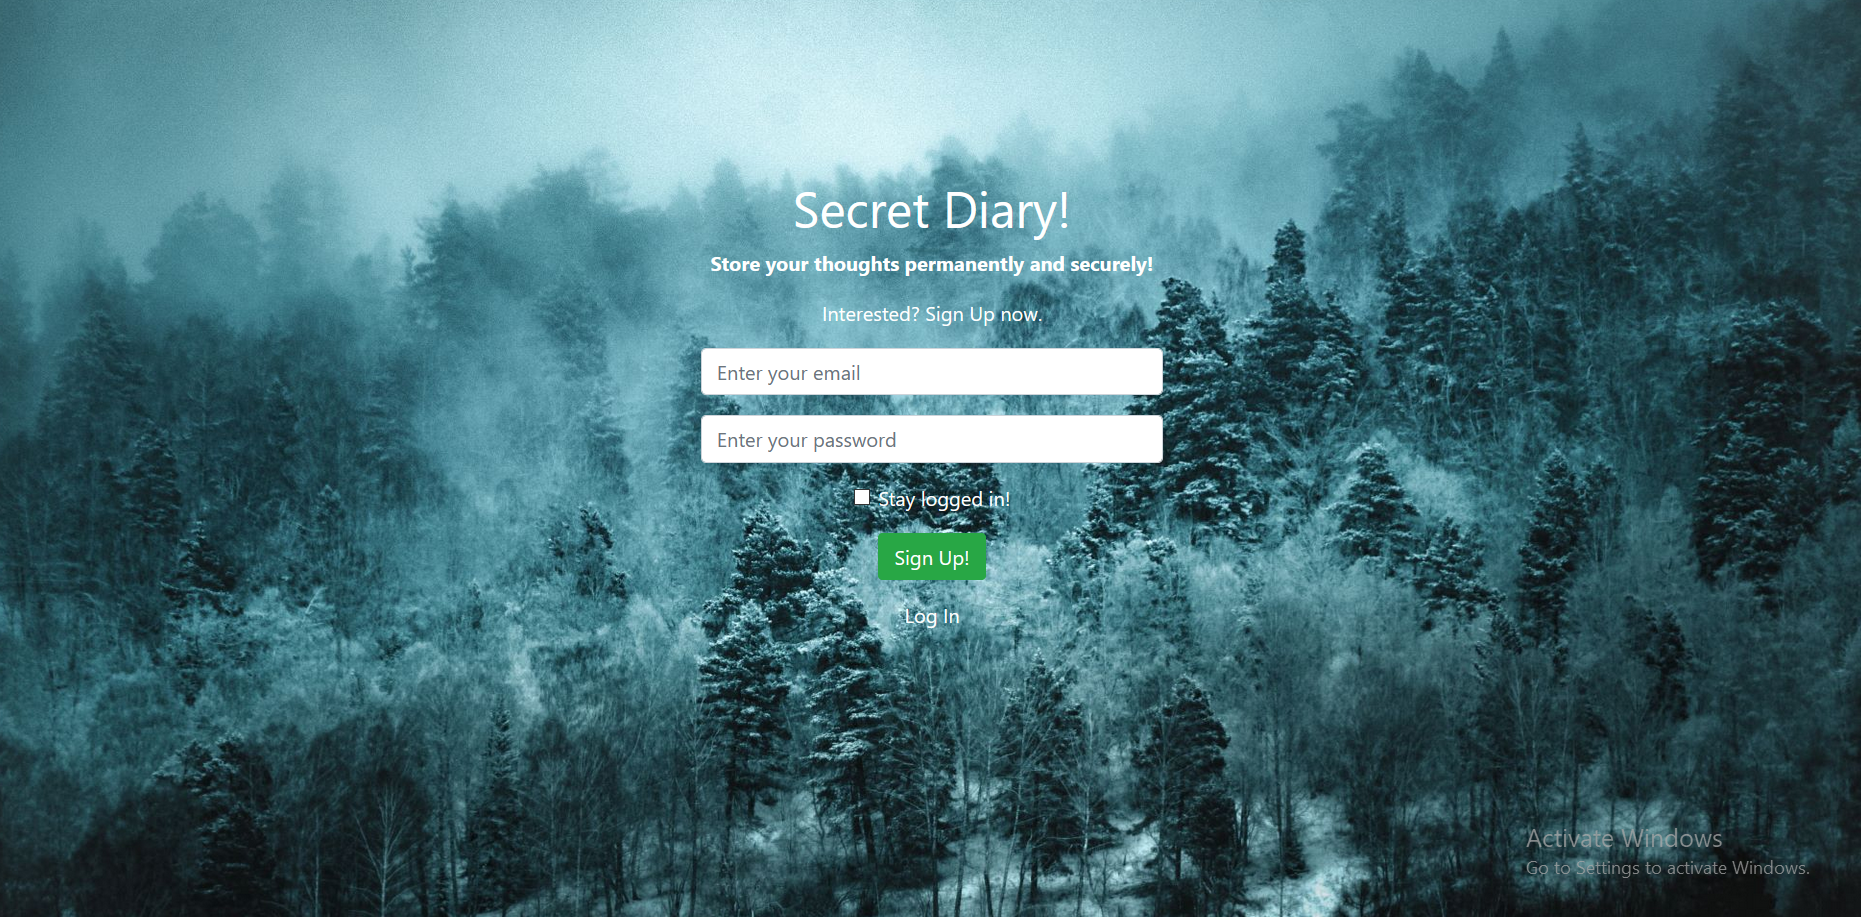 Secret Diary!
Store your thoughts permanently and securely!
Interested? Sign Up now.
Enter your email
Enter your password
Stay logged in!
Sign Up!
Log In
Activate Windows
Go to Settings to activate Windows.